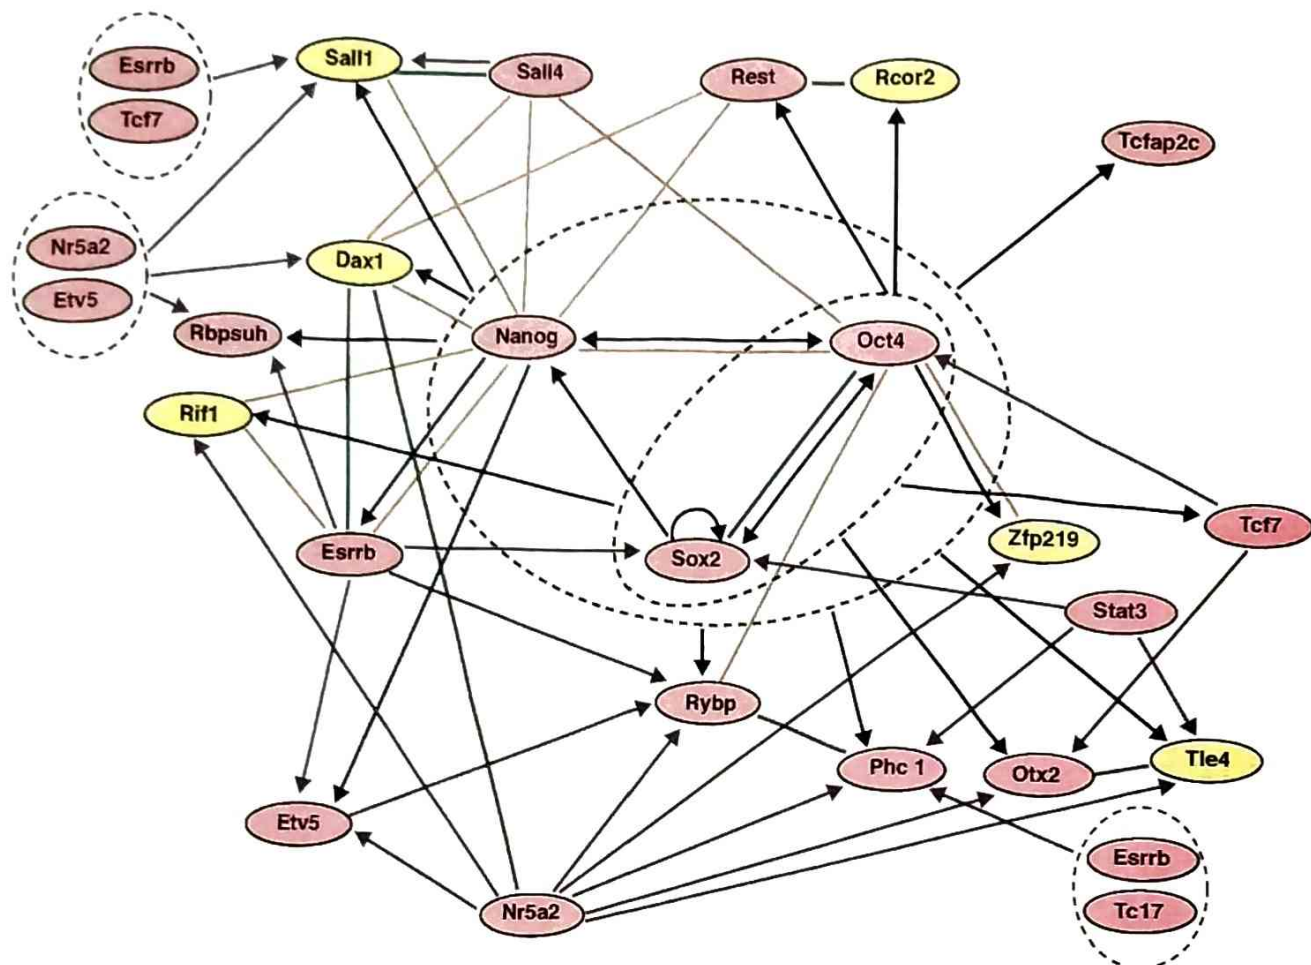 Esrrb
Sall1
Sall4
Rest
Rcor2
Tcf7
Tcfap2c
Nr5a2
Dax1
Etv5
Rbpsuh
Nanog
Oct4
Rif1
Esrrb
Sox2
Zfp219
Tcf7
Stat3
Rybp
Phc 1
Otx2
Tle4
Etv5
Esrrb
Nr5a2
Tc17